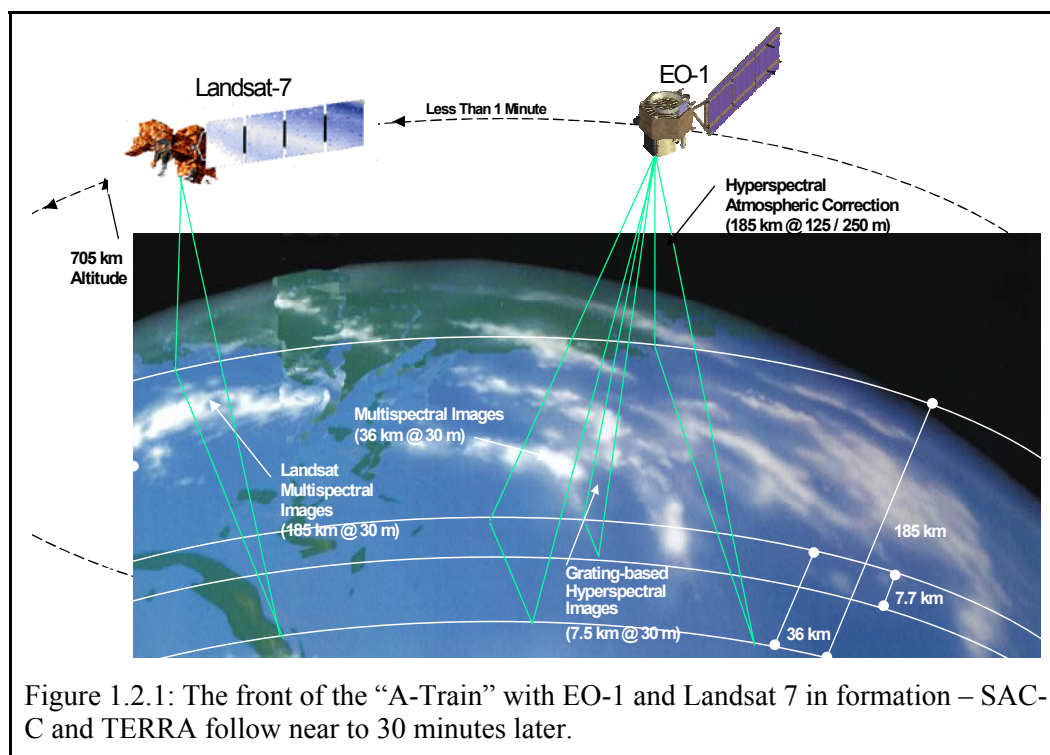 Landsat-7
EO-1
Less Than 1 Minute
Hyperspectral
Atmospheric Correction
(185 km @ 125 / 250 m)
705 km
Altitude
Multispectral Images
(36 km @ 30 m)
Landsat
Multispectral
Images
(185 km @ 30 m)
185 km
Grating-based
Hyperspectral
Images
(7.5 km @ 30 m)
7.7 km
36 km
Figure 1.2.1: The front of the “A-Train” with EO-1 and Landsat 7 in formation – SAC-
C and TERRA follow near to 30 minutes later.